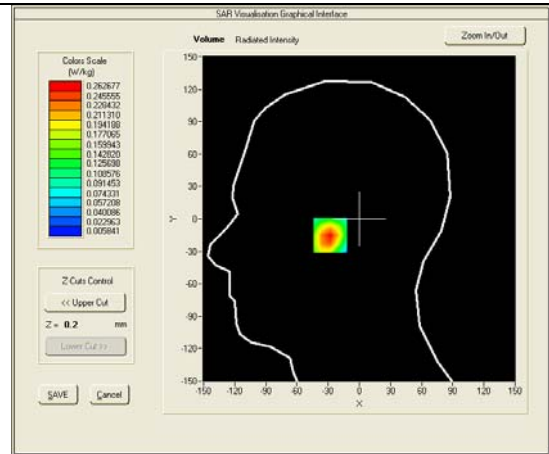 SAR Visualisation Graphical Interface
Volume Radiated Intensity
Zoom In/Out
Colors Scale
(W/kg)
0.262677
0.245555
0.228432
0.211310
0.194188
0.177065
0.159943
0.142820
0.125698
0.108576
0.091453
0.074331
0.057208
0.040086
0.022963
0.005841
Z Cuts Control
<< Upper Cut
Z = 0.2 mm
Lower Cut >>
SAVE
Cancel
150
120
90
60
30
0
-30
-60
-90
-120
-150
Y
-150 -120 -90 -60 -30 0 30 60 90 120 150
X